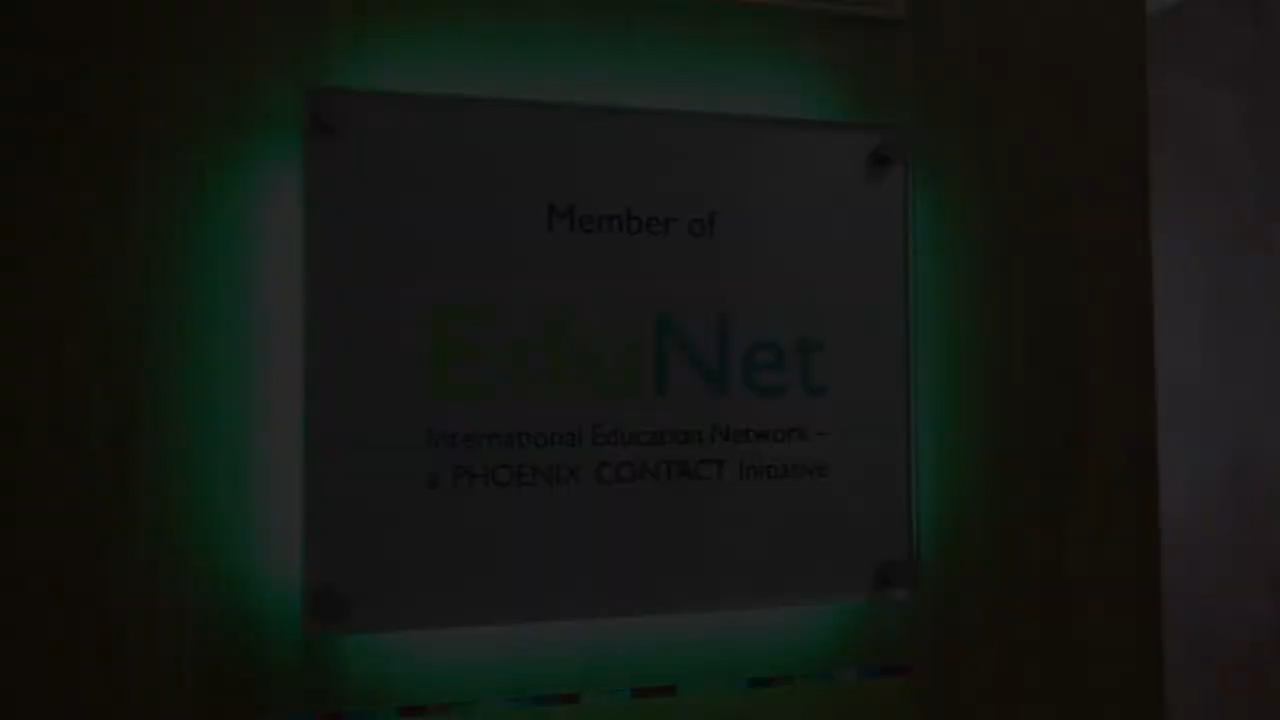 Member of
EduNet
International Education Network –
a PHOENIX CONTACT Initiative